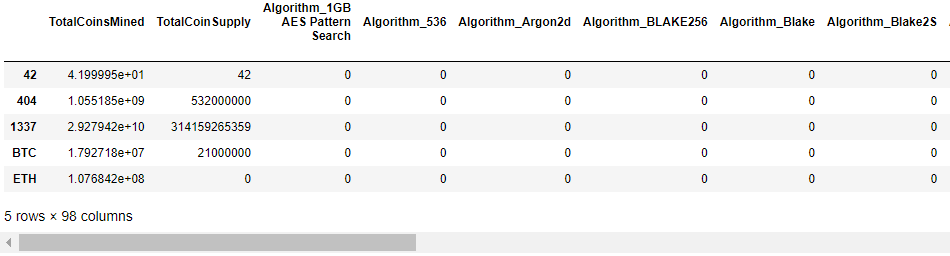 TotalCoinsMined TotalCoinSupply Algorithm_1GB AES Pattern Search Algorithm_536 Algorithm_Argon2d Algorithm_BLAKE256 Algorithm_Blake Algorithm_Blake2S
42 4.199995e+01 42 0 0 0 0 0 0
404 1.055185e+09 532000000 0 0 0 0 0 0
1337 2.927942e+10 314159265359 0 0 0 0 0 0
BTC 1.792718e+07 21000000 0 0 0 0 0 0
ETH 1.076842e+08 0 0 0 0 0 0 0
5 rows × 98 columns